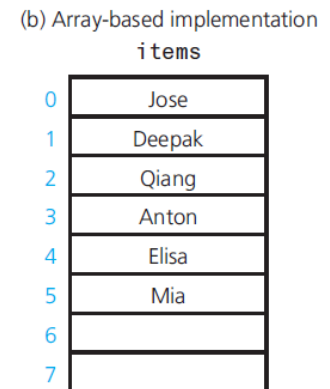 (b) Array-based implementation
items
0 Jose
1 Deepak
2 Qiang
3 Anton
4 Elisa
5 Mia
6
7